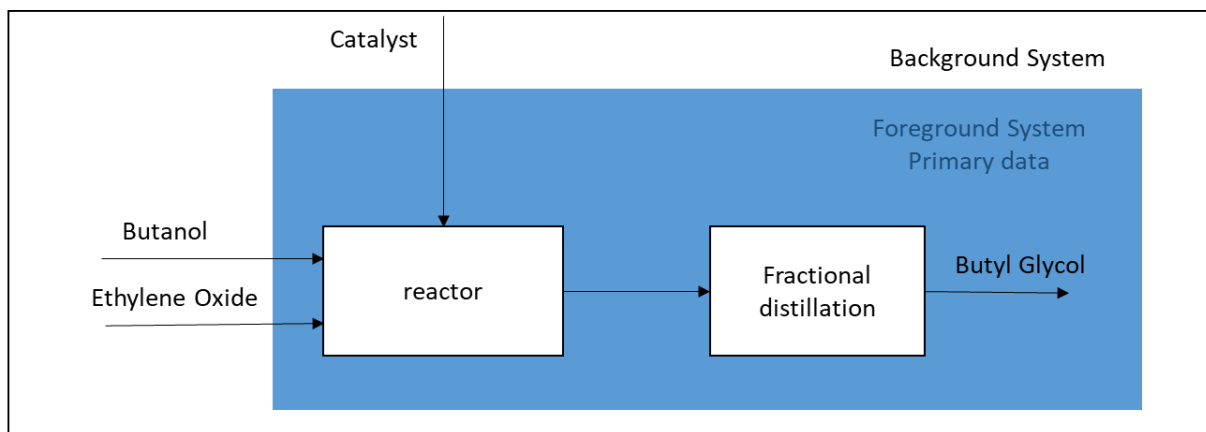 Catalyst
Background System
Foreground System
Primary data
Butanol
Ethylene Oxide
reactor
Fractional
distillation
Butyl Glycol